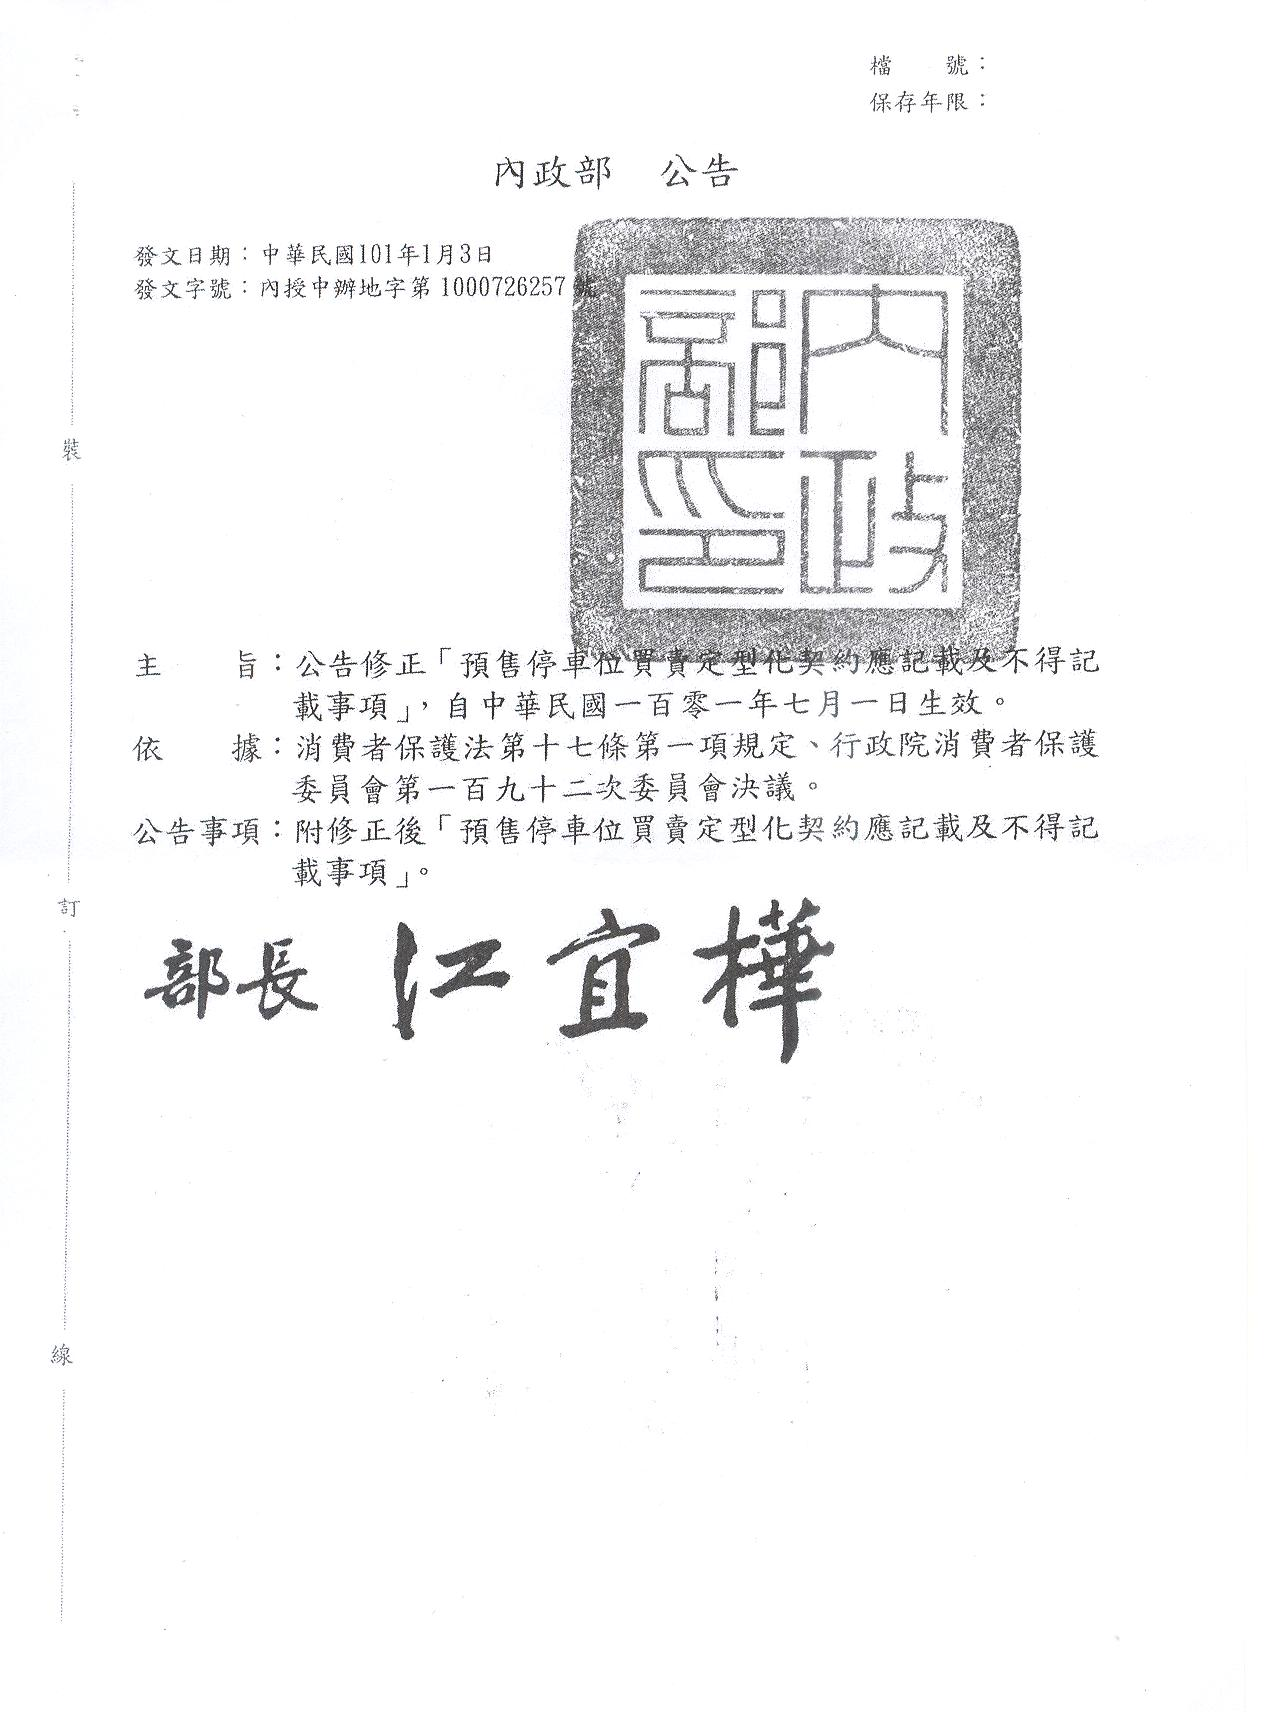 檔　　號：
保存年限：
內政部　公告
發文日期：中華民國101年1月3日
發文字號：內授中辦地字第1000726257號
內政部印
主　　旨：公告修正「預售停車位買賣定型化契約應記載及不得記
載事項」，自中華民國一百零一年七月一日生效。
依　　據：消費者保護法第十七條第一項規定、行政院消費者保護
委員會第一百九十二次委員會決議。
公告事項：附修正後「預售停車位買賣定型化契約應記載及不得記
載事項」。
部長 江宜樺
裝
訂
線